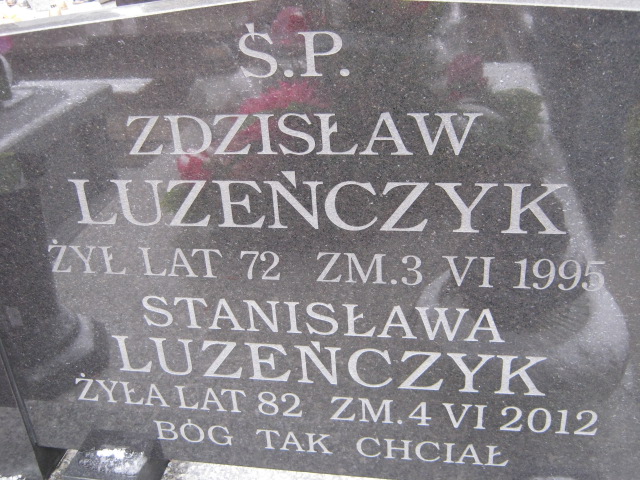 Ś.P.
ZDZISŁAW
LUZEŃCZYK
ŻYŁ LAT 72 ZM.3 VI 1995
STANISŁAWA
LUZEŃCZYK
ŻYŁA LAT 82 ZM.4 VI 2012
BÓG TAK CHCIAŁ